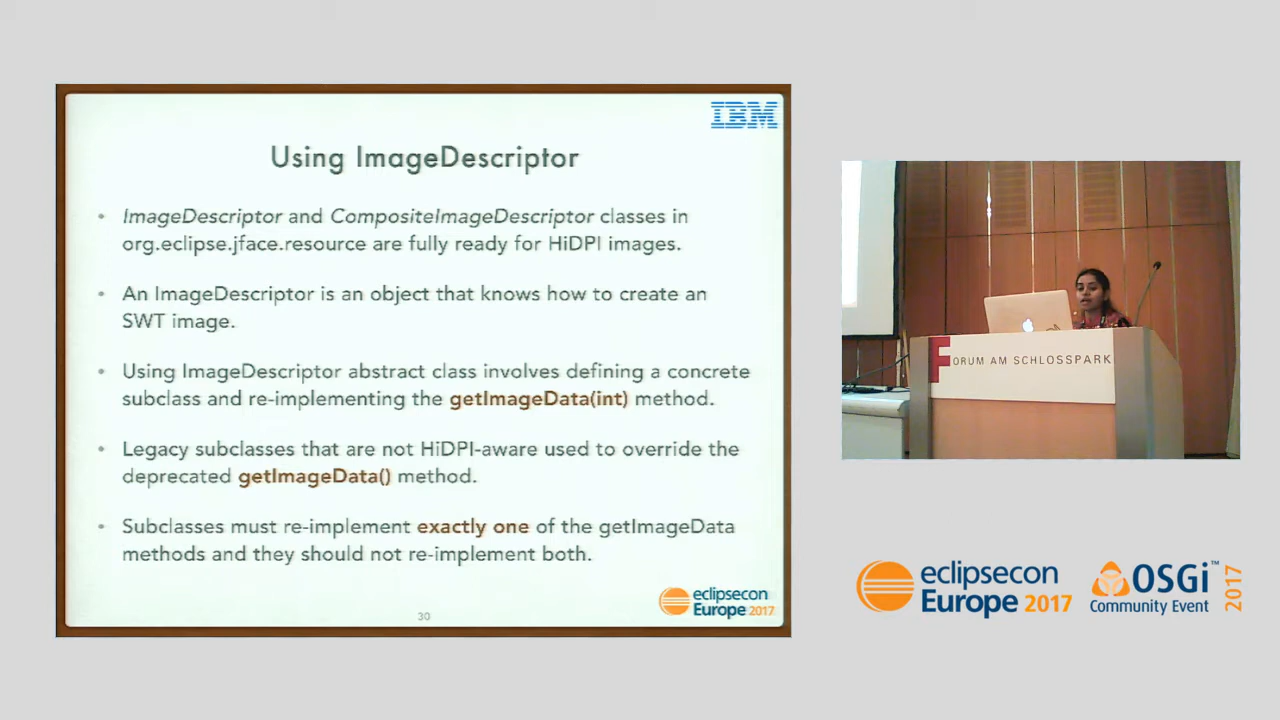 IBM
Using ImageDescriptor
• ImageDescriptor and CompositeImageDescriptor classes in
org.eclipse.jface.resource are fully ready for HiDPI images.
• An ImageDescriptor is an object that knows how to create an
SWT image.
• Using ImageDescriptor abstract class involves defining a concrete
subclass and re-implementing the getImageData(int) method.
• Legacy subclasses that are not HiDPI-aware used to override the
deprecated getImageData() method.
• Subclasses must re-implement exactly one of the getImageData
methods and they should not re-implement both.
30
eclipsecon
Europe 2017
FORUM AM SCHLOSSPARK
eclipsecon
Europe 2017
OSGi™
Community Event
2017